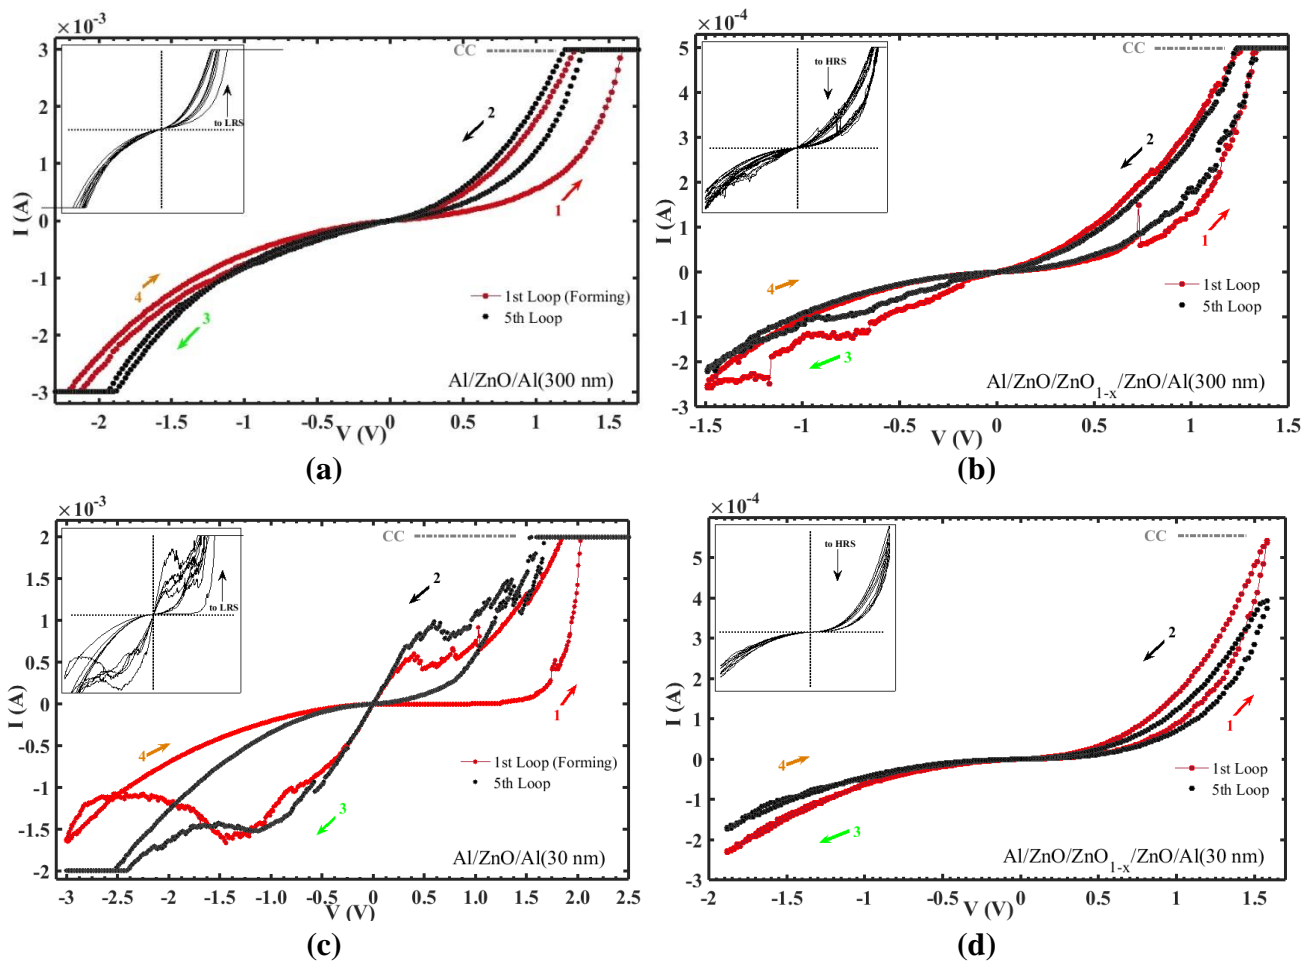 ×10⁻³
3
2
1
0
-1
-2
-3
I (A)
to LRS
CC
2
1
4
3
1st Loop (Forming)
5th Loop
Al/ZnO/Al(300 nm)
-2 -1.5 -1 -0.5 0 0.5 1 1.5
V (V)
(a)
×10⁻⁴
5
4
3
2
1
0
-1
-2
-3
I (A)
to HRS
CC
2
1
4
3
1st Loop
5th Loop
Al/ZnO/ZnO₁₋ₓ/ZnO/Al(300 nm)
-1.5 -1 -0.5 0 0.5 1 1.5
V (V)
(b)
×10⁻³
2
1.5
1
0.5
0
-0.5
-1
-1.5
-2
I (A)
to LRS
CC
2
1
4
3
1st Loop (Forming)
5th Loop
Al/ZnO/Al(30 nm)
-3 -2.5 -2 -1.5 -1 -0.5 0 0.5 1 1.5 2.0 2.5
V (V)
(c)
×10⁻⁴
5
4
3
2
1
0
-1
-2
-3
I (A)
to HRS
CC
2
1
4
3
1st Loop
5th Loop
Al/ZnO/ZnO₁₋ₓ/ZnO/Al(30 nm)
-2 -1.5 -1 -0.5 0 0.5 1 1.5
V (V)
(d)